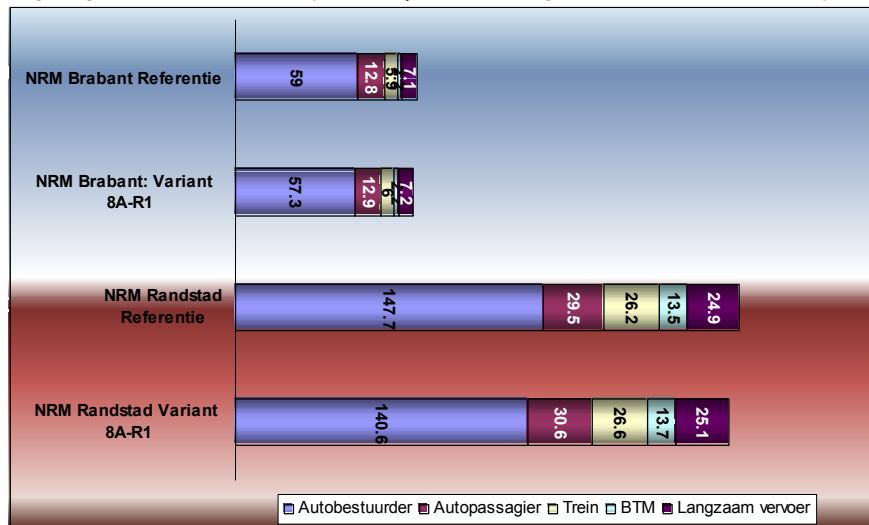 NRM Brabant Referentie
59
12.8
7.1
NRM Brabant: Variant
8A-R1
57.3
12.9
6
7.2
NRM Randstad
Referentie
147.7
29.5
26.2
13.5
24.9
NRM Randstad Variant
8A-R1
140.6
30.6
26.6
13.7
25.1
Autobestuurder Autopassagier Trein BTM Langzaam vervoer